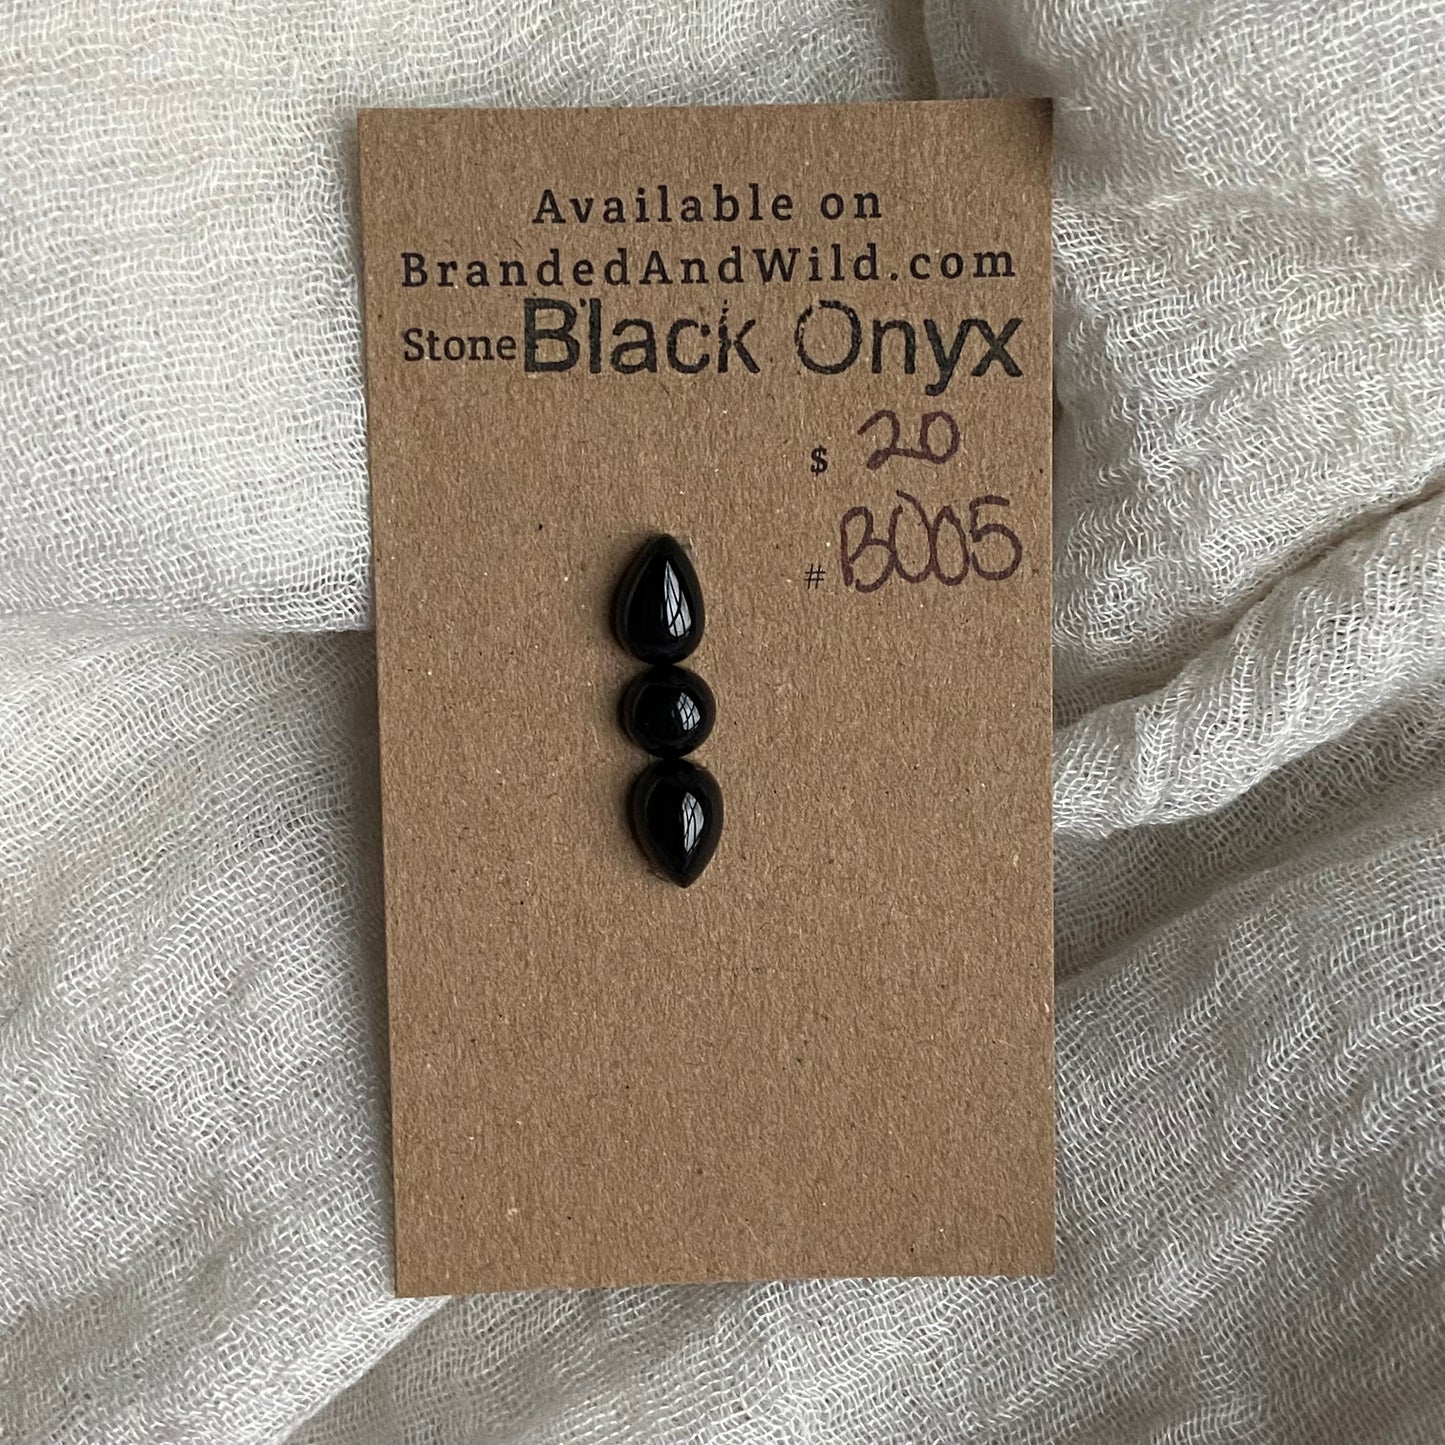 Available on
BrandedAndWild.com
Stone Black Onyx
$ 20
# B005